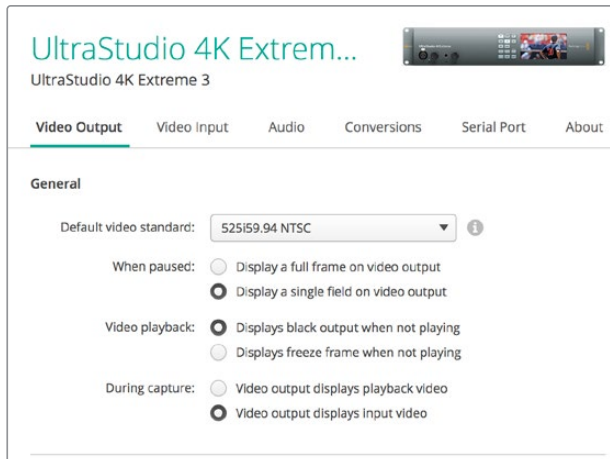 UltraStudio 4K Extrem...
UltraStudio 4K Extreme 3
Video Output Video Input Audio Conversions Serial Port About
General
Default video standard: 525i59.94 NTSC
When paused: Display a full frame on video output
Display a single field on video output
Video playback: Displays black output when not playing
Displays freeze frame when not playing
During capture: Video output displays playback video
Video output displays input video